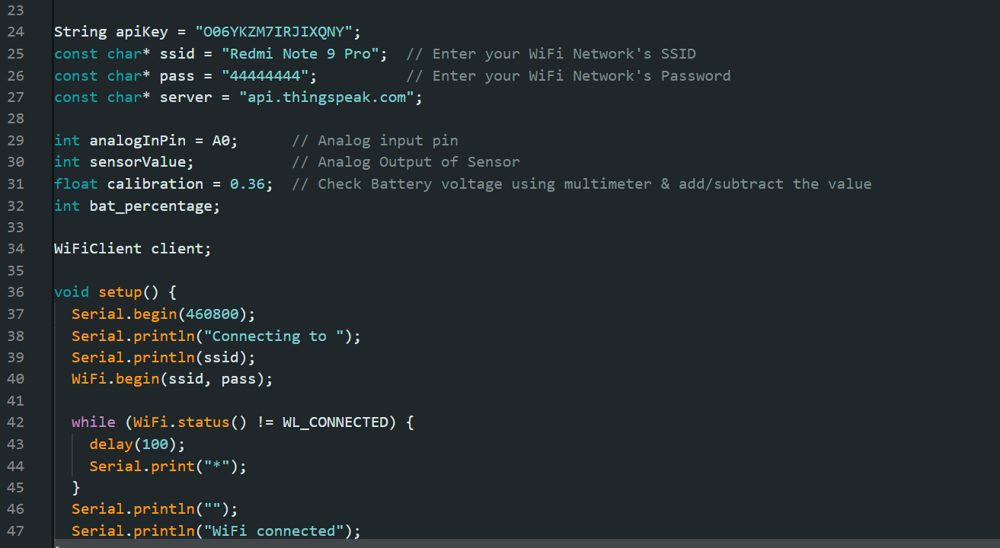 23
24 String apiKey = "O06YKZM7IRJIXQNY";
25 const char* ssid = "Redmi Note 9 Pro";  // Enter your WiFi Network's SSID
26 const char* pass = "44444444";          // Enter your WiFi Network's Password
27 const char* server = "api.thingspeak.com";
28
29 int analogInPin = A0;      // Analog input pin
30 int sensorValue;           // Analog Output of Sensor
31 float calibration = 0.36;  // Check Battery voltage using multimeter & add/subtract the value
32 int bat_percentage;
33
34 WiFiClient client;
35
36 void setup() {
37   Serial.begin(460800);
38   Serial.println("Connecting to ");
39   Serial.println(ssid);
40   WiFi.begin(ssid, pass);
41
42   while (WiFi.status() != WL_CONNECTED) {
43     delay(100);
44     Serial.print("*");
45   }
46   Serial.println("");
47   Serial.println("WiFi connected");